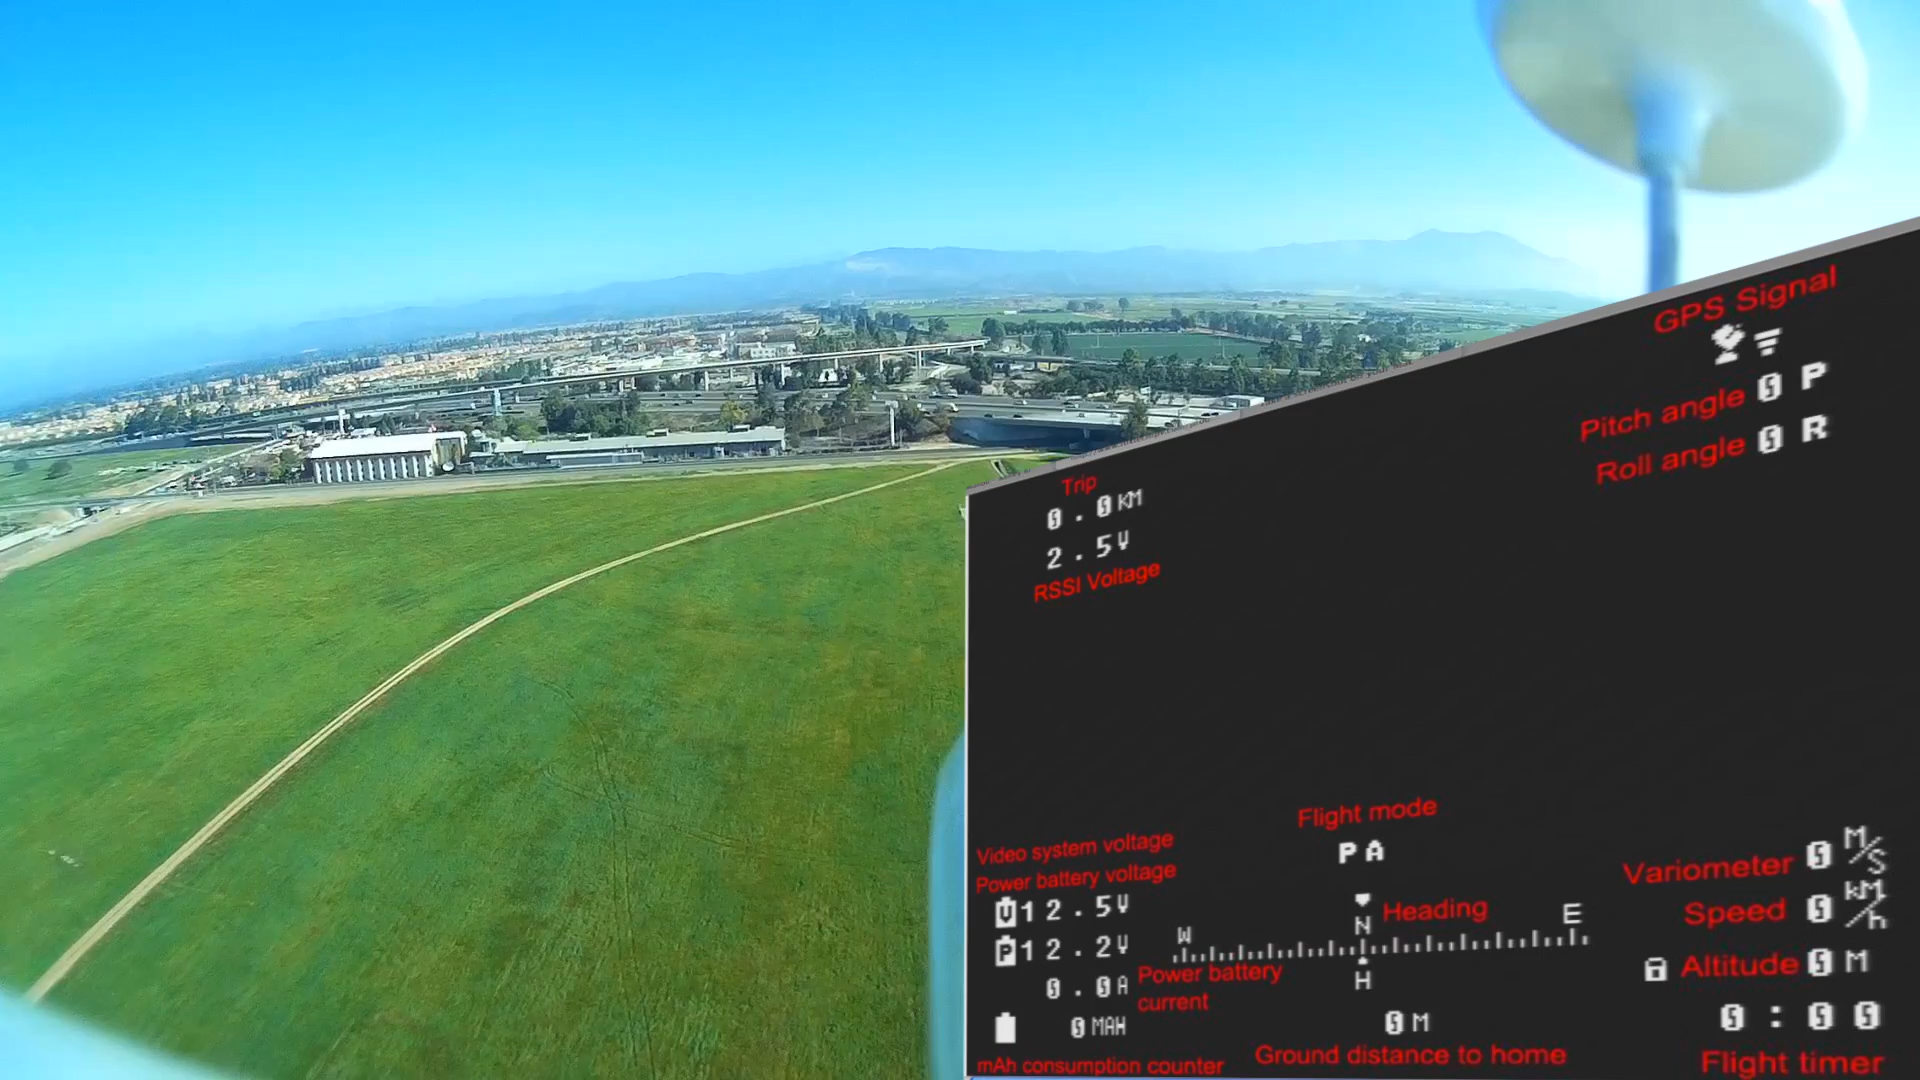 GPS Signal
Pitch angle 0 P
Roll angle 0 R
Trip
0.0KM
2.5V
RSSI Voltage
Flight mode
PA
Video system voltage
Power battery voltage
U12.5V
P12.2V
0.0A
Power battery
current
0 MAH
mAh consumption counter
W N Heading E
H
0 M
Ground distance to home
Variometer 0 M/S
Speed 0 kM/h
Altitude 0 M
0:00
Flight timer